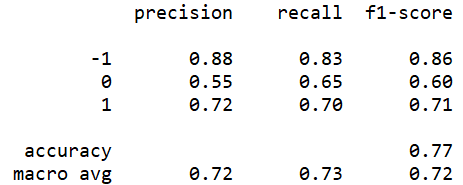 precision recall f1-score
-1 0.88 0.83 0.86
0 0.55 0.65 0.60
1 0.72 0.70 0.71
accuracy 0.77
macro avg 0.72 0.73 0.72